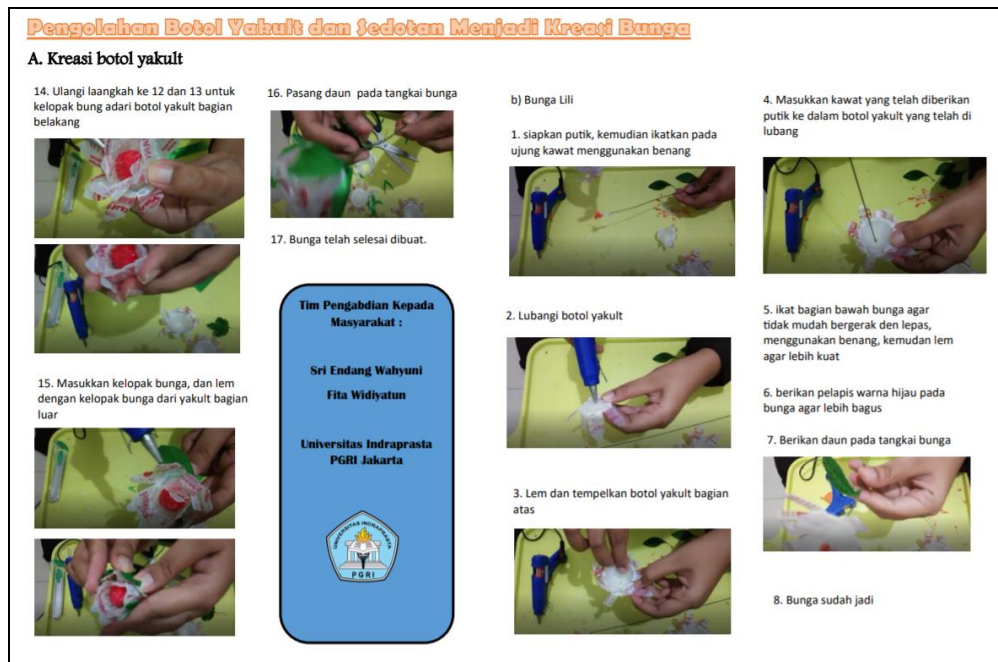 Pengolahan Botol Yakult dan Sedotan Menjadi Kreasi Bunga
A. Kreasi botol yakult
14. Ulangi laangkah ke 12 dan 13 untuk
kelopak bung adari botol yakult bagian
belakang
15. Masukkan kelopak bunga, dan lem
dengan kelopak bunga dari yakult bagian
luar
16. Pasang daun pada tangkai bunga
17. Bunga telah selesai dibuat.
Tim Pengabdian Kepada
Masyarakat :
Sri Endang Wahyuni
Fita Widiyatun
Universitas Indraprasta
PGRI Jakarta
UNIVERSITAS INDRAPRASTA
PGRI
b) Bunga Lili
1. siapkan putik, kemudian ikatkan pada
ujung kawat menggunakan benang
2. Lubangi botol yakult
3. Lem dan tempelkan botol yakult bagian
atas
4. Masukkan kawat yang telah diberikan
putik ke dalam botol yakult yang telah di
lubang
5. ikat bagian bawah bunga agar
tidak mudah bergerak den lepas,
menggunakan benang, kemudan lem
agar lebih kuat
6. berikan pelapis warna hijau pada
bunga agar lebih bagus
7. Berikan daun pada tangkai bunga
8. Bunga sudah jadi